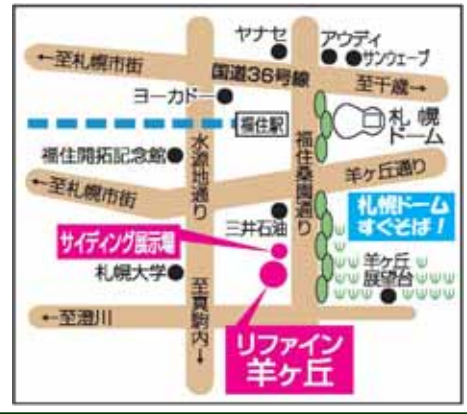 ヤナセ
アウディ
サンウェーブ
←至札幌市街
国道36号線
至千歳→
ヨーカドー
福住駅
札幌
ドーム
水源地通り
福住桑園通り
福住開拓記念館
羊ヶ丘通り
←至札幌市街
三井石油
札幌ドーム
すぐそば!
サイディング展示場
羊ヶ丘
展望台
札幌大学
←至澄川
至真駒内→
リファイン
羊ヶ丘